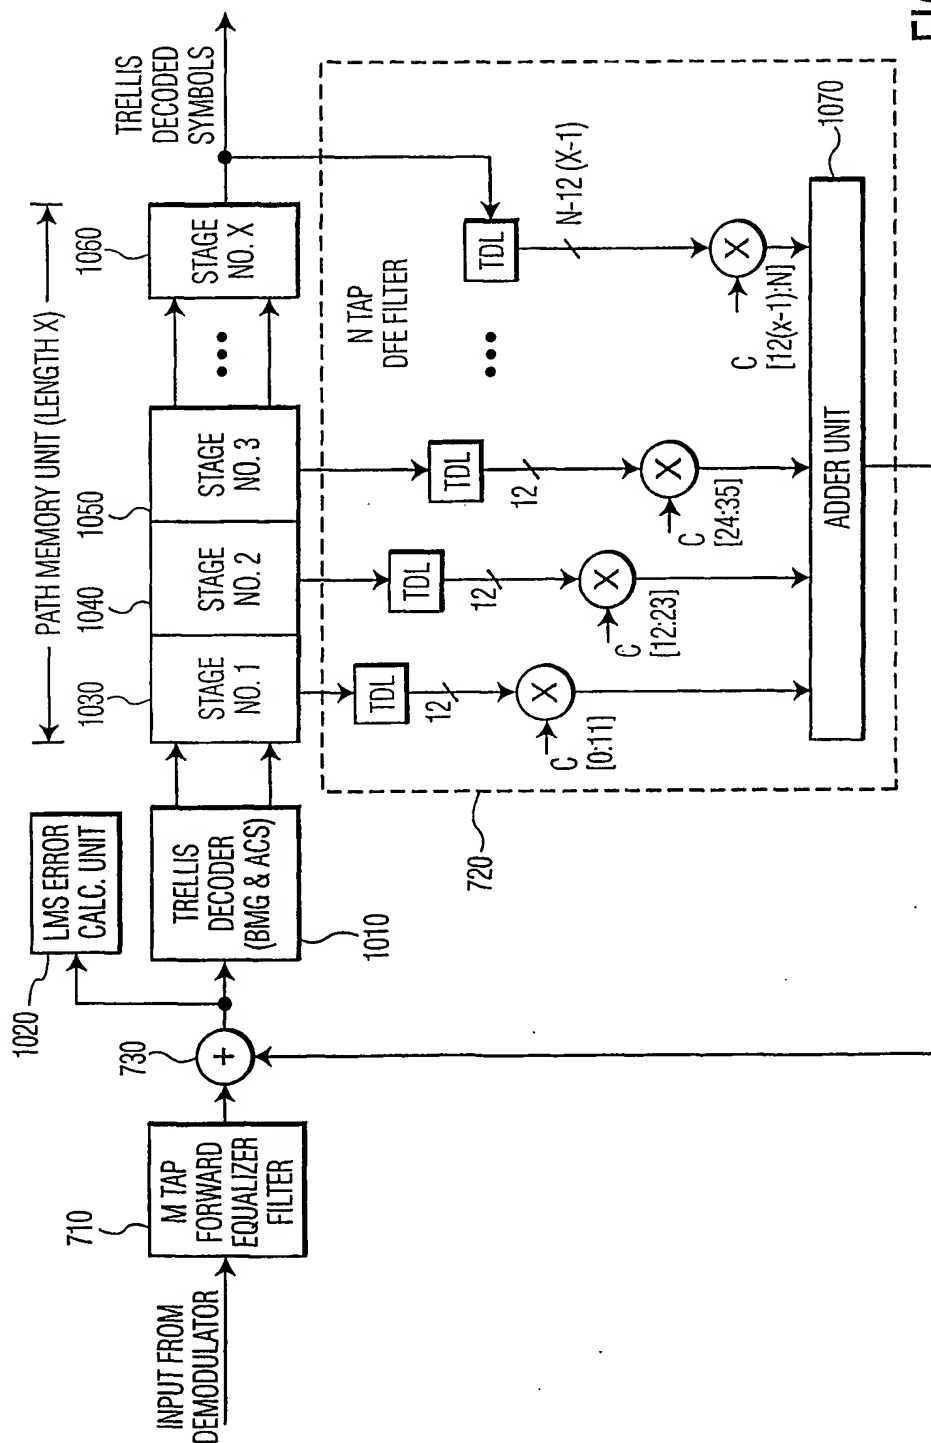 INPUT FROM
DEMODULATOR
710
M TAP
FORWARD
EQUALIZER
FILTER
730
+
1020
LMS ERROR
CALC. UNIT
TRELLIS
DECODER
(BMG & ACS)
1010
PATH MEMORY UNIT (LENGTH X)
1030
STAGE
NO. 1
1040
STAGE
NO. 2
1050
STAGE
NO. 3
•••
1060
STAGE
NO. X
TRELLIS
DECODED
SYMBOLS
720
N TAP
DFE FILTER
TDL
12
X
C
[0:11]
TDL
12
X
C
[12:23]
TDL
12
X
C
[24:35]
•••
TDL
N-12 (X-1)
X
C
[12(x-1):N]
ADDER UNIT
1070